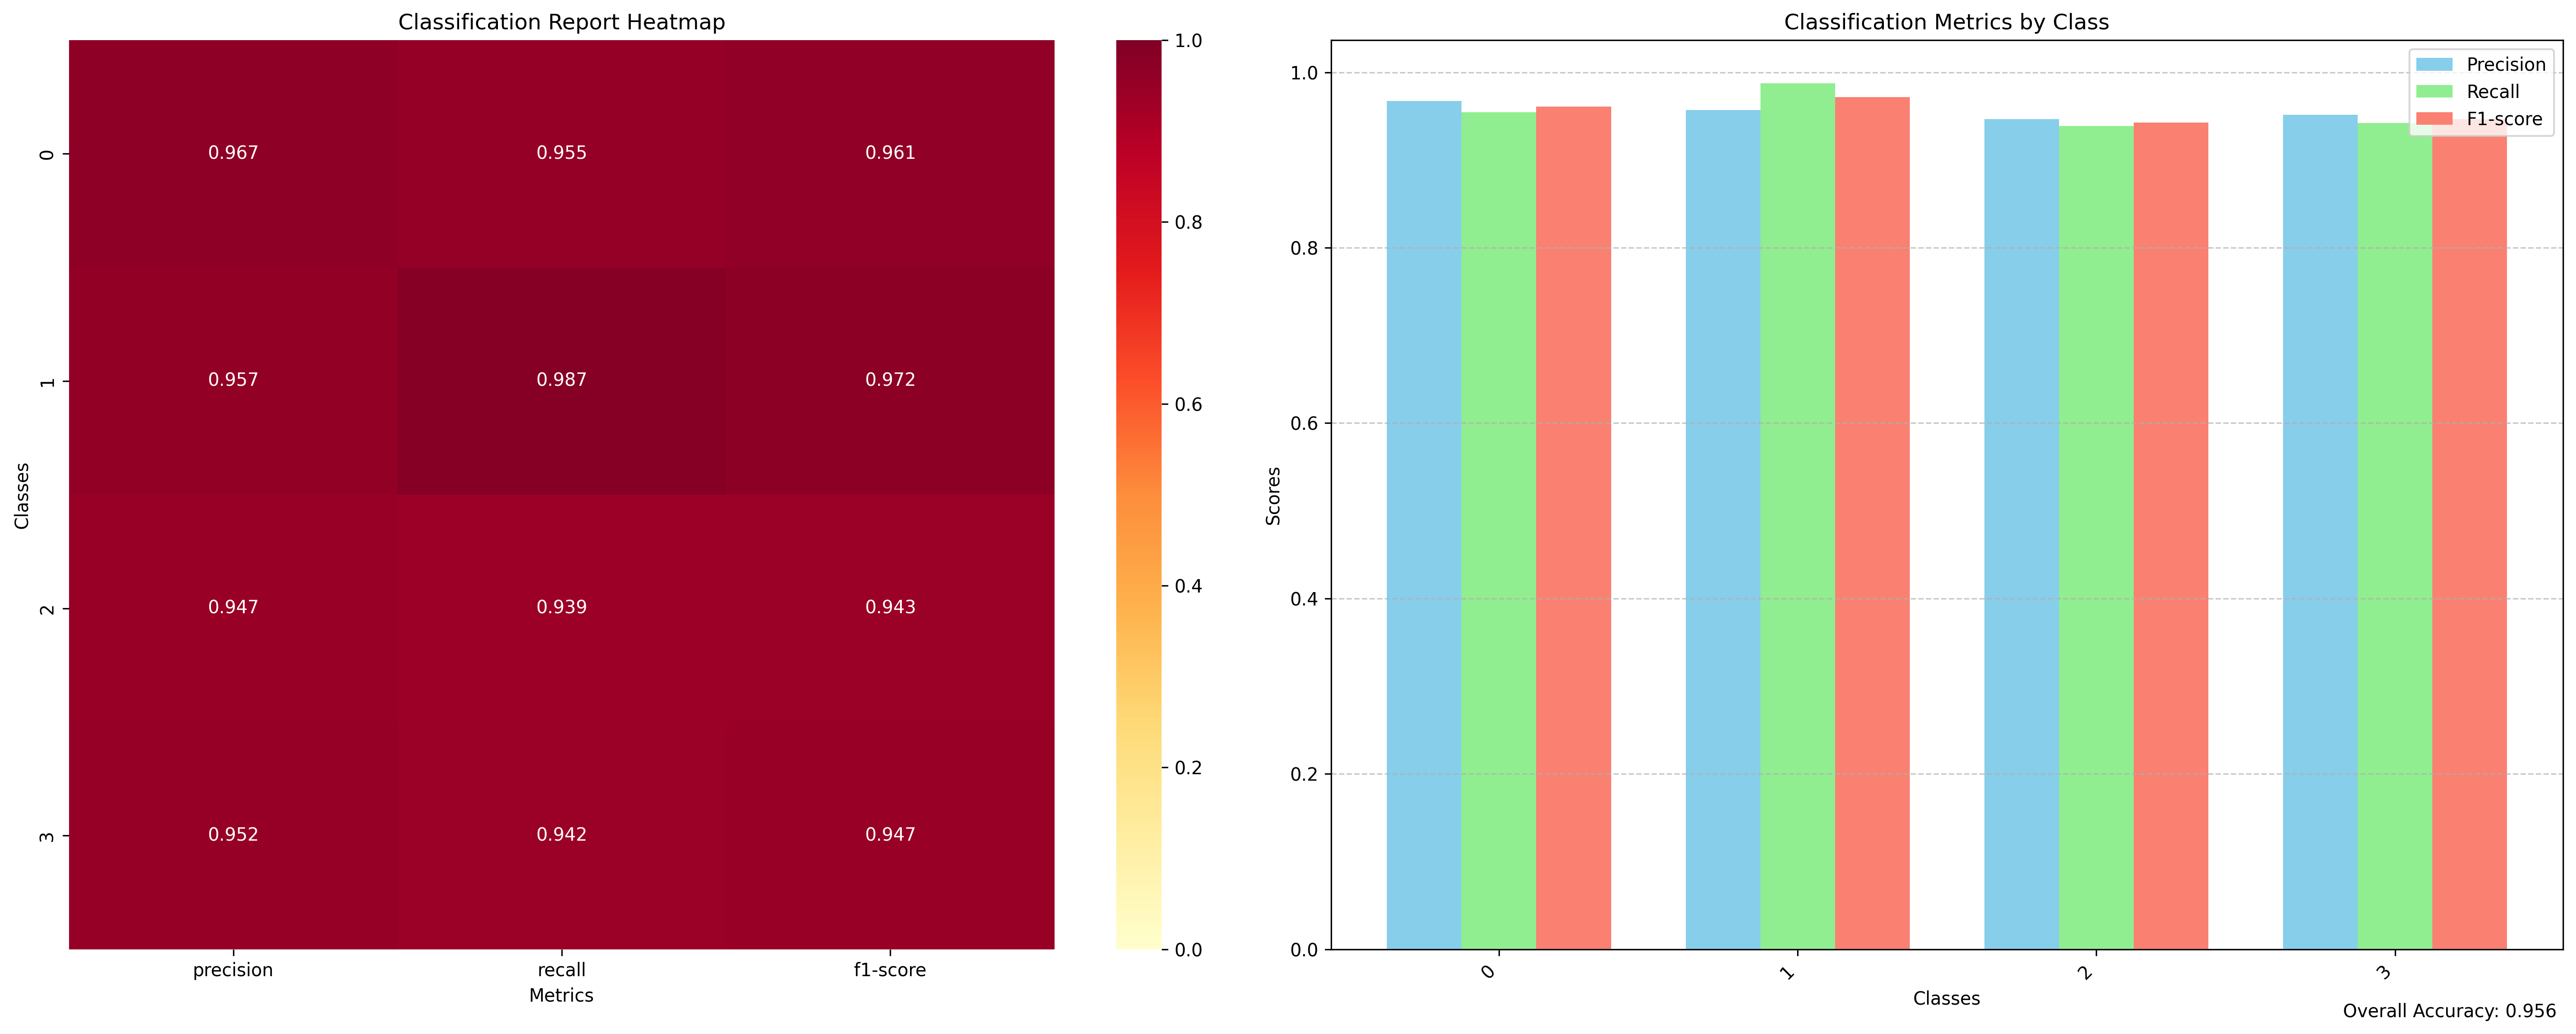 Classification Report Heatmap
0 0.967 0.955 0.961
1 0.957 0.987 0.972
2 0.947 0.939 0.943
3 0.952 0.942 0.947
Classes
precision recall f1-score
Metrics
1.0
0.8
0.6
0.4
0.2
0.0
Classification Metrics by Class
Precision
Recall
F1-score
1.0
0.8
0.6
0.4
0.2
0.0
Scores
0 1 2 3
Classes
Overall Accuracy: 0.956